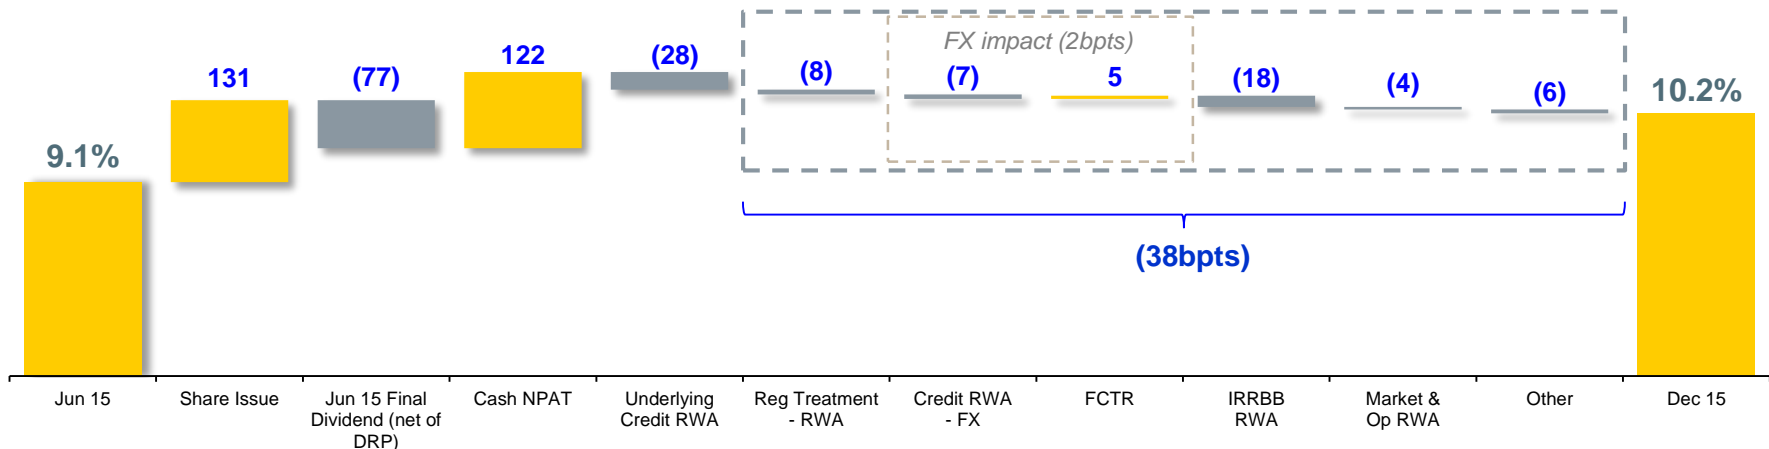 FX impact (2bpts)
9.1%
131
(77)
122
(28)
(8)
(7)
5
(18)
(4)
(6)
10.2%
(38bpts)
Jun 15
Share Issue
Jun 15 Final
Dividend (net of
DRP)
Cash NPAT
Underlying
Credit RWA
Reg Treatment
- RWA
Credit RWA
- FX
FCTR
IRRBB
RWA
Market &
Op RWA
Other
Dec 15